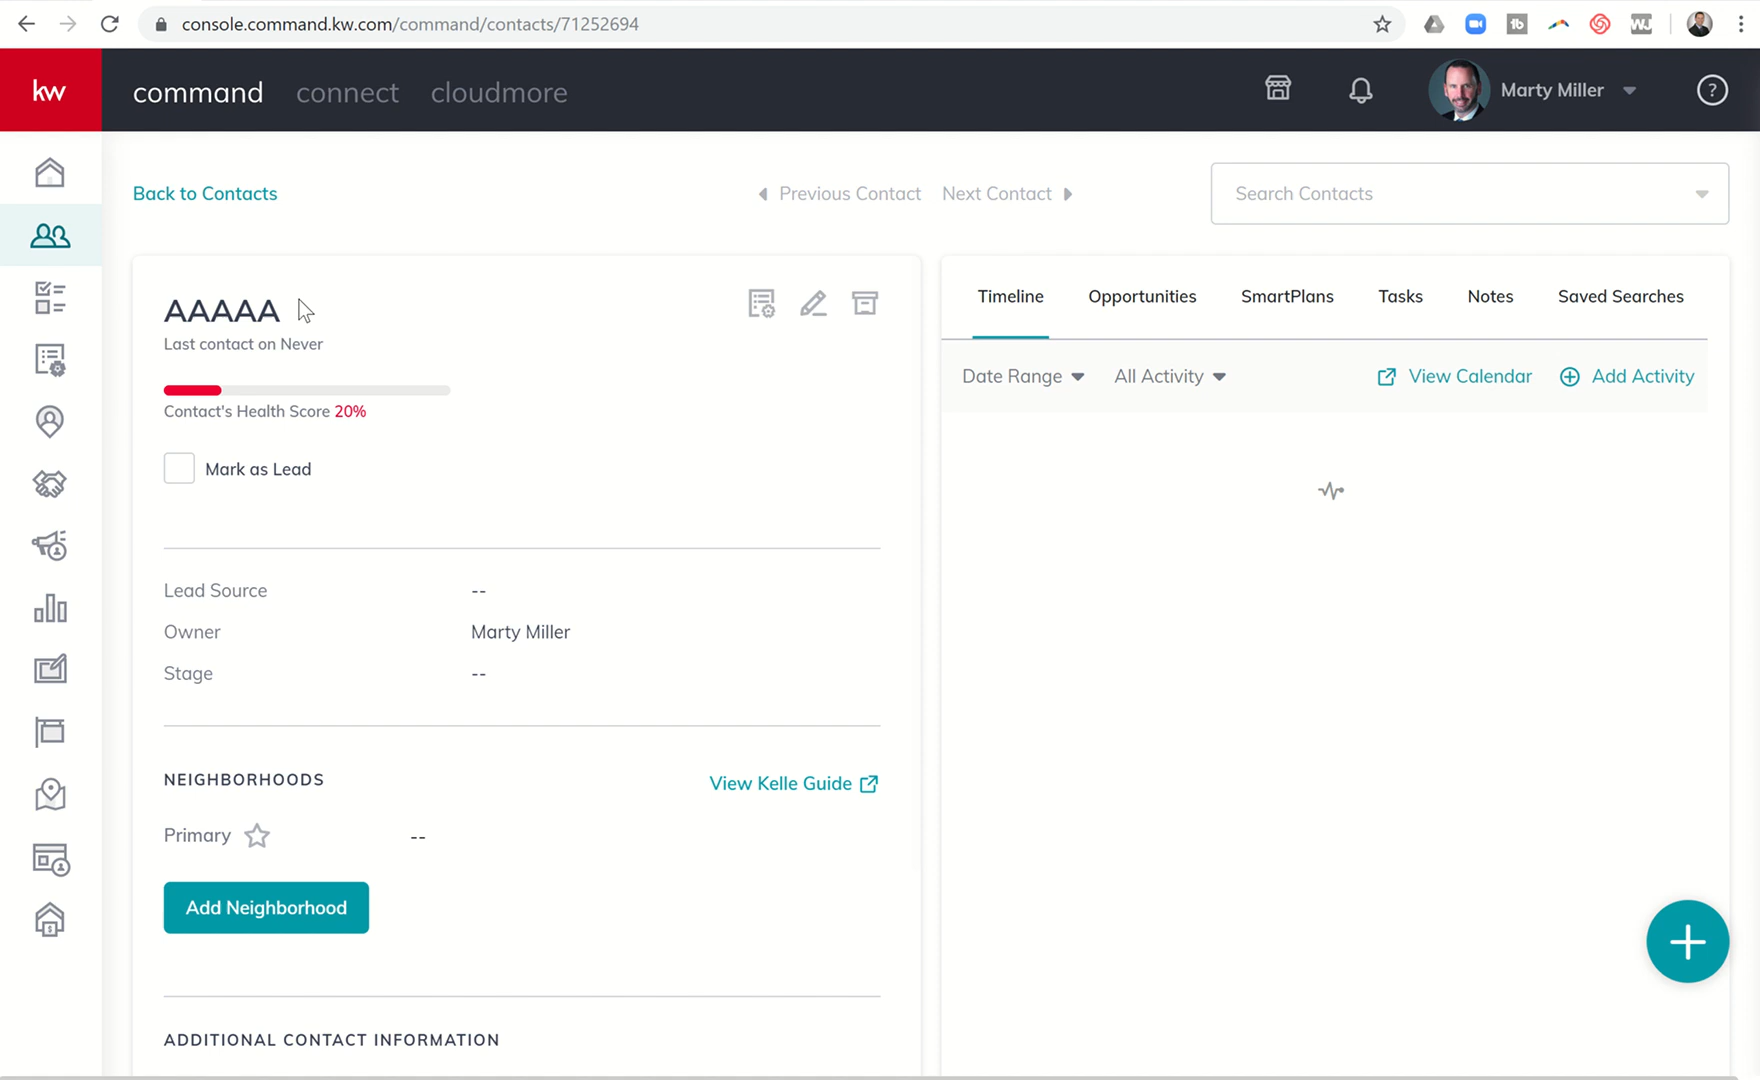 console.command.kw.com/command/contacts/71252694
kw
command connect cloudmore
Marty Miller
?
Back to Contacts
Previous Contact Next Contact
Search Contacts
AAAAA
Last contact on Never
Contact's Health Score 20%
Mark as Lead
Lead Source --
Owner Marty Miller
Stage --
NEIGHBORHOODS
View Kelle Guide
Primary --
Add Neighborhood
ADDITIONAL CONTACT INFORMATION
Timeline Opportunities SmartPlans Tasks Notes Saved Searches
Date Range All Activity View Calendar Add Activity